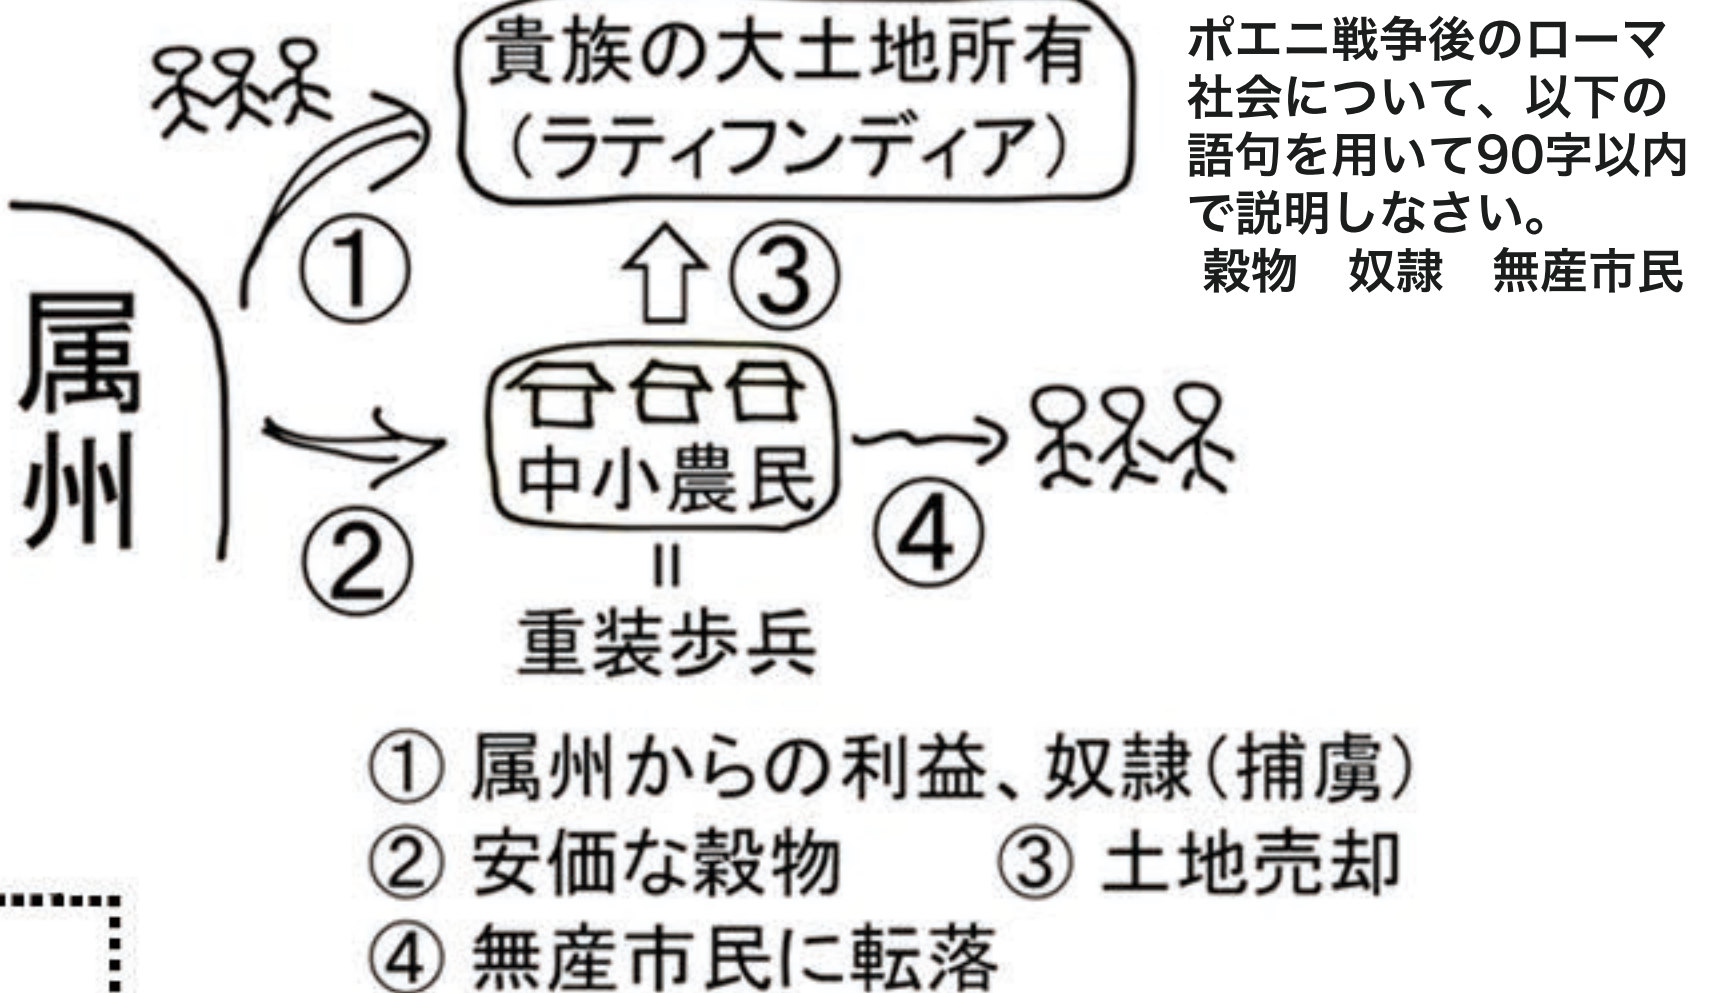 貴族の大土地所有
（ラティフンディア）
ポエニ戦争後のローマ
社会について、以下の
語句を用いて90字以内
で説明しなさい。
穀物　奴隷　無産市民
①
③
属州
中小農民
②
④
＝
重装歩兵
① 属州からの利益、奴隷（捕虜）
② 安価な穀物　③ 土地売却
④ 無産市民に転落